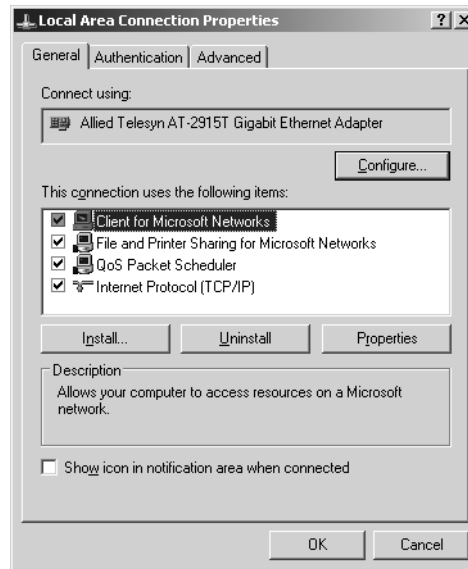 Local Area Connection Properties
General Authentication Advanced
Connect using:
Allied Telesyn AT-2915T Gigabit Ethernet Adapter
Configure...
This connection uses the following items:
Client for Microsoft Networks
File and Printer Sharing for Microsoft Networks
QoS Packet Scheduler
Internet Protocol (TCP/IP)
Install... Uninstall Properties
Description
Allows your computer to access resources on a Microsoft
network.
Show icon in notification area when connected
OK Cancel